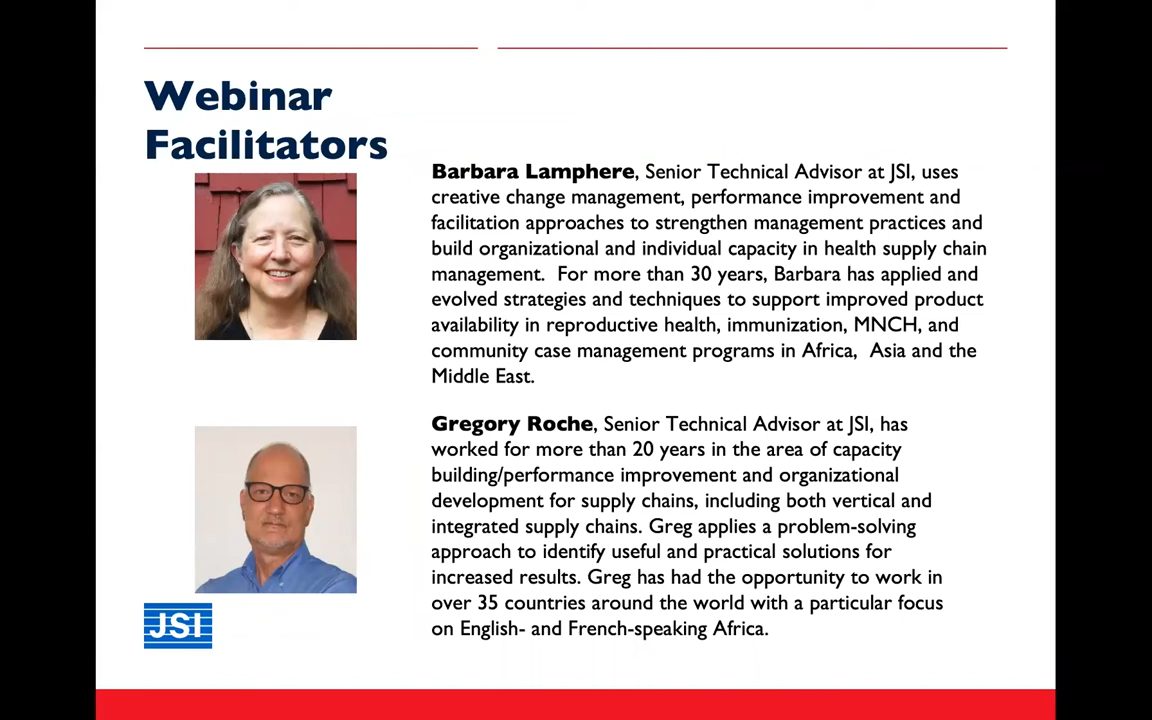 Webinar
Facilitators
Barbara Lamphere, Senior Technical Advisor at JSI, uses
creative change management, performance improvement and
facilitation approaches to strengthen management practices and
build organizational and individual capacity in health supply chain
management.  For more than 30 years, Barbara has applied and
evolved strategies and techniques to support improved product
availability in reproductive health, immunization, MNCH, and
community case management programs in Africa,  Asia and the
Middle East.
Gregory Roche, Senior Technical Advisor at JSI, has
worked for more than 20 years in the area of capacity
building/performance improvement and organizational
development for supply chains, including both vertical and
integrated supply chains. Greg applies a problem-solving
approach to identify useful and practical solutions for
increased results. Greg has had the opportunity to work in
over 35 countries around the world with a particular focus
on English- and French-speaking Africa.
JSI